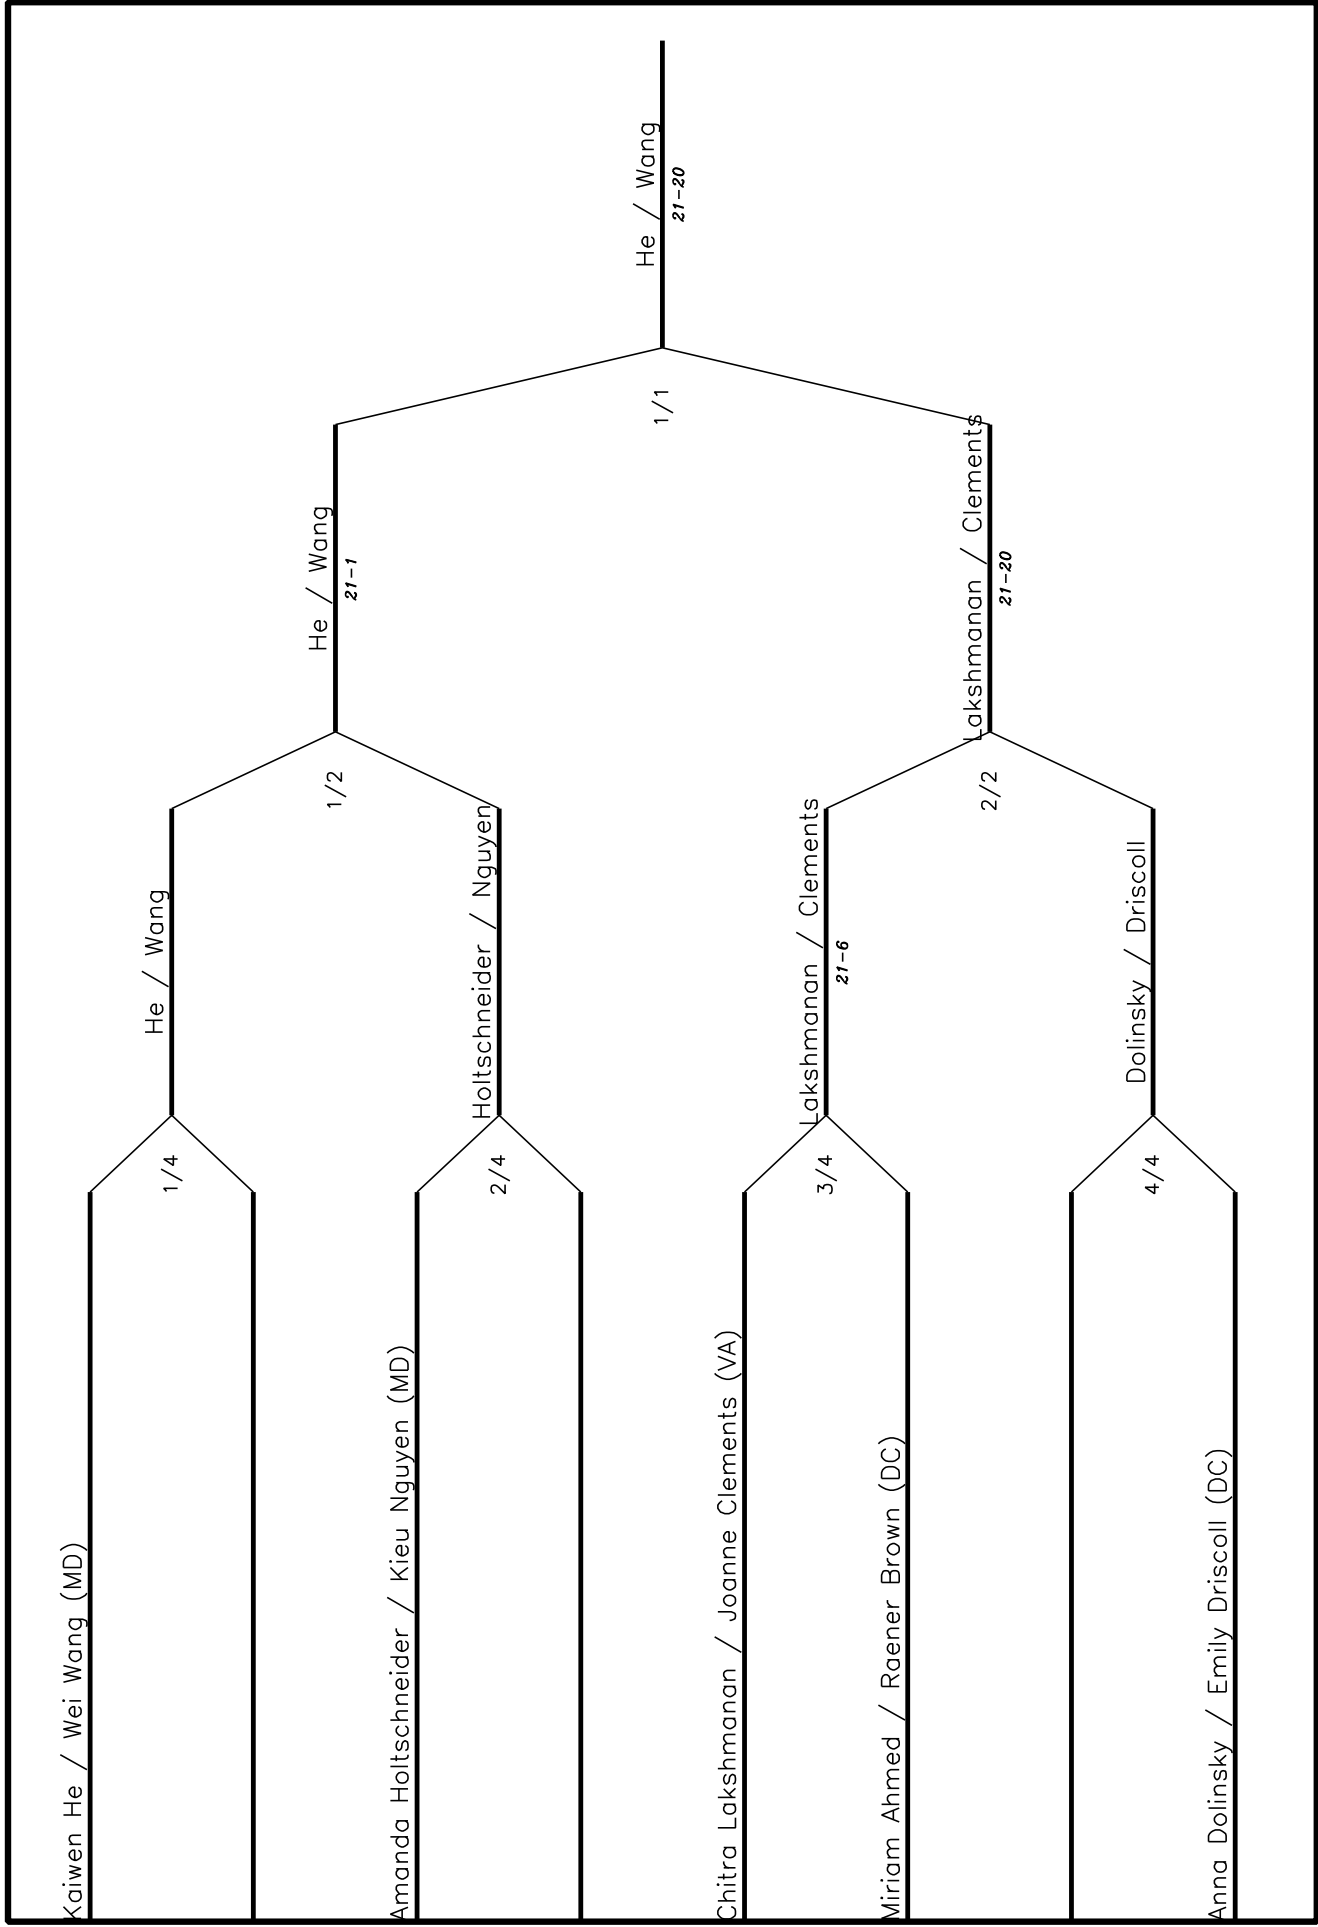 Kaiwen He / Wei Wang (MD)
Amanda Holtschneider / Kieu Nguyen (MD)
Chitra Lakshmanan / Joanne Clements (VA)
Miriam Ahmed / Raener Brown (DC)
Anna Dolinsky / Emily Driscoll (DC)
1/4
2/4
3/4
4/4
He / Wang
Holtschneider / Nguyen
Lakshmanan / Clements
21-6
Dolinsky / Driscoll
1/2
2/2
He / Wang
21-1
Lakshmanan / Clements
21-20
1/1
He / Wang
21-20